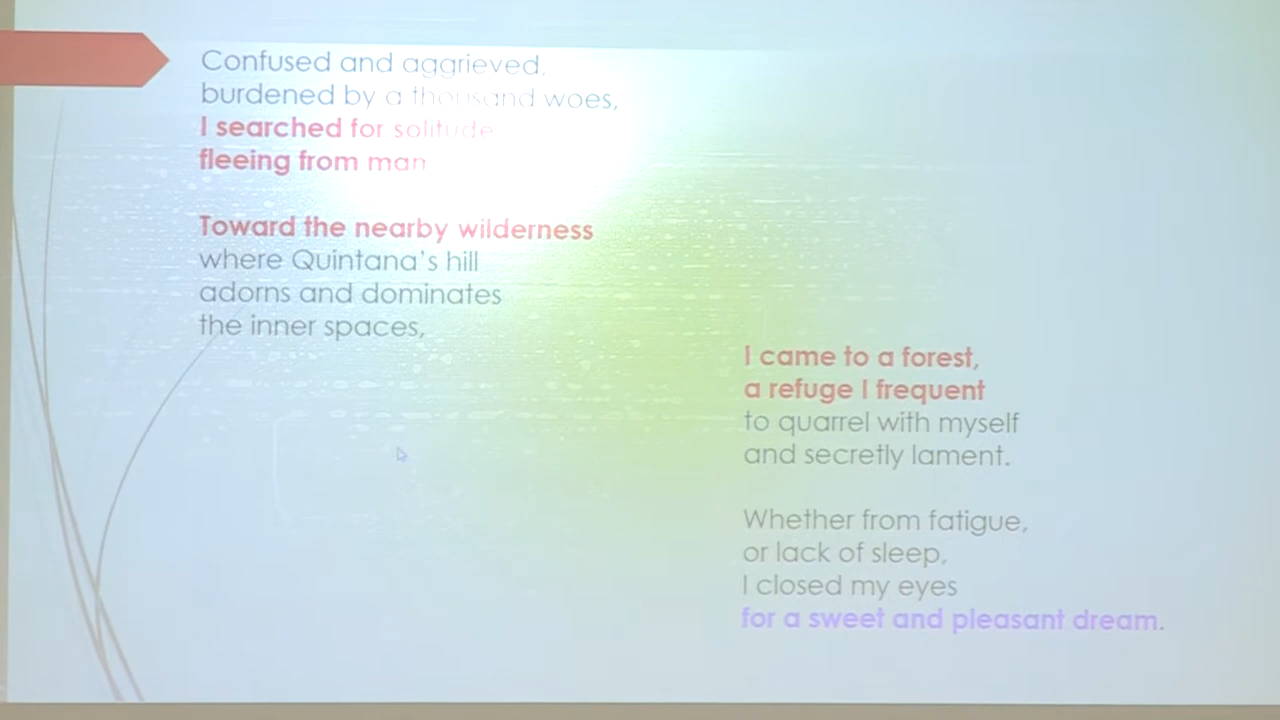 Confused and aggrieved,
burdened by a thousand woes,
I searched for solitude
fleeing from man
Toward the nearby wilderness
where Quintana's hill
adorns and dominates
the inner spaces,
I came to a forest,
a refuge I frequent
to quarrel with myself
and secretly lament.
Whether from fatigue,
or lack of sleep,
I closed my eyes
for a sweet and pleasant dream.